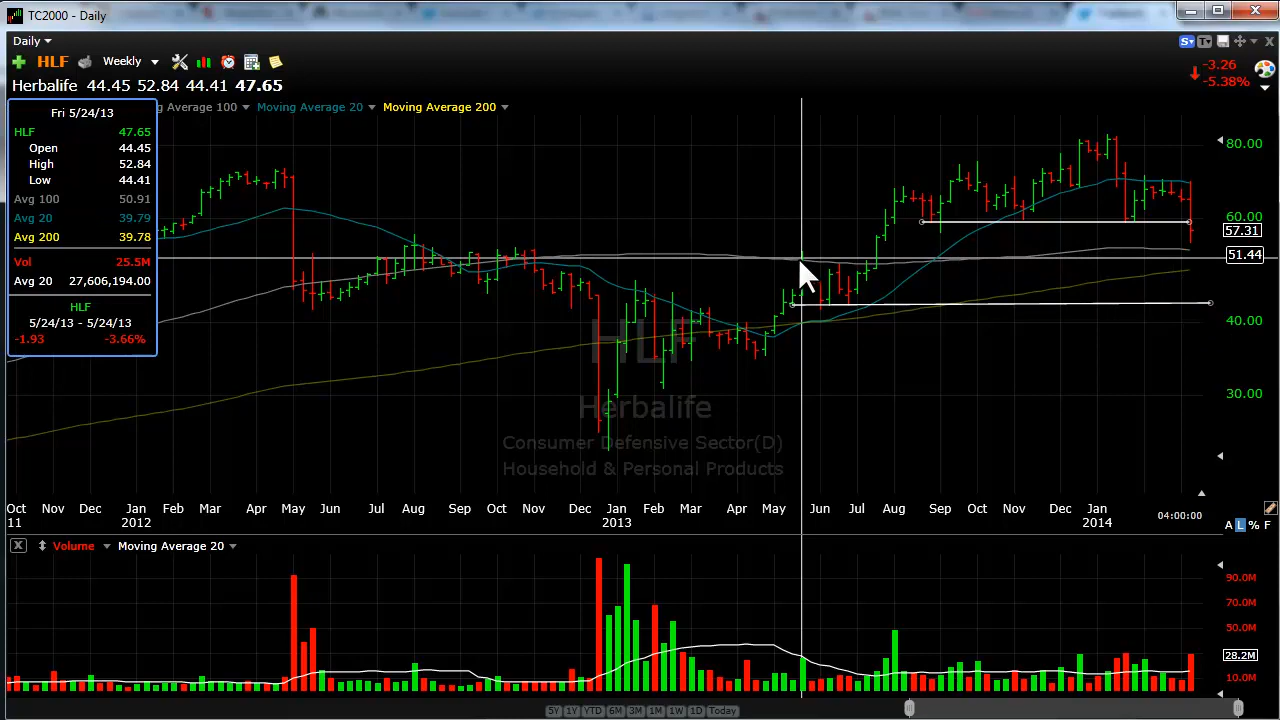 TC2000 - Daily
Daily
HLF Weekly
S T
-3.26
-5.38%
Herbalife 44.45 52.84 44.41 47.65
g Average 100 Moving Average 20 Moving Average 200
Fri 5/24/13
HLF 47.65
Open 44.45
High 52.84
Low 44.41
Avg 100 50.91
Avg 20 39.79
Avg 200 39.78
Vol 25.5M
Avg 20 27,606,194.00
HLF
5/24/13 - 5/24/13
-1.93 -3.66%
80.00
60.00
57.31
51.44
40.00
30.00
HLF
Herbalife
Consumer Defensive Sector(D)
Household & Personal Products
Oct Nov Dec Jan Feb Mar Apr May Jun Jul Aug Sep Oct Nov Dec Jan Feb Mar Apr May Jun Jul Aug Sep Oct Nov Dec Jan
11 2012 2013 2014
04:00:00
A L % F
X Volume Moving Average 20
90.0M
70.0M
50.0M
28.2M
10.0M
5Y 1Y YTD 6M 3M 1M 1W 1D Today